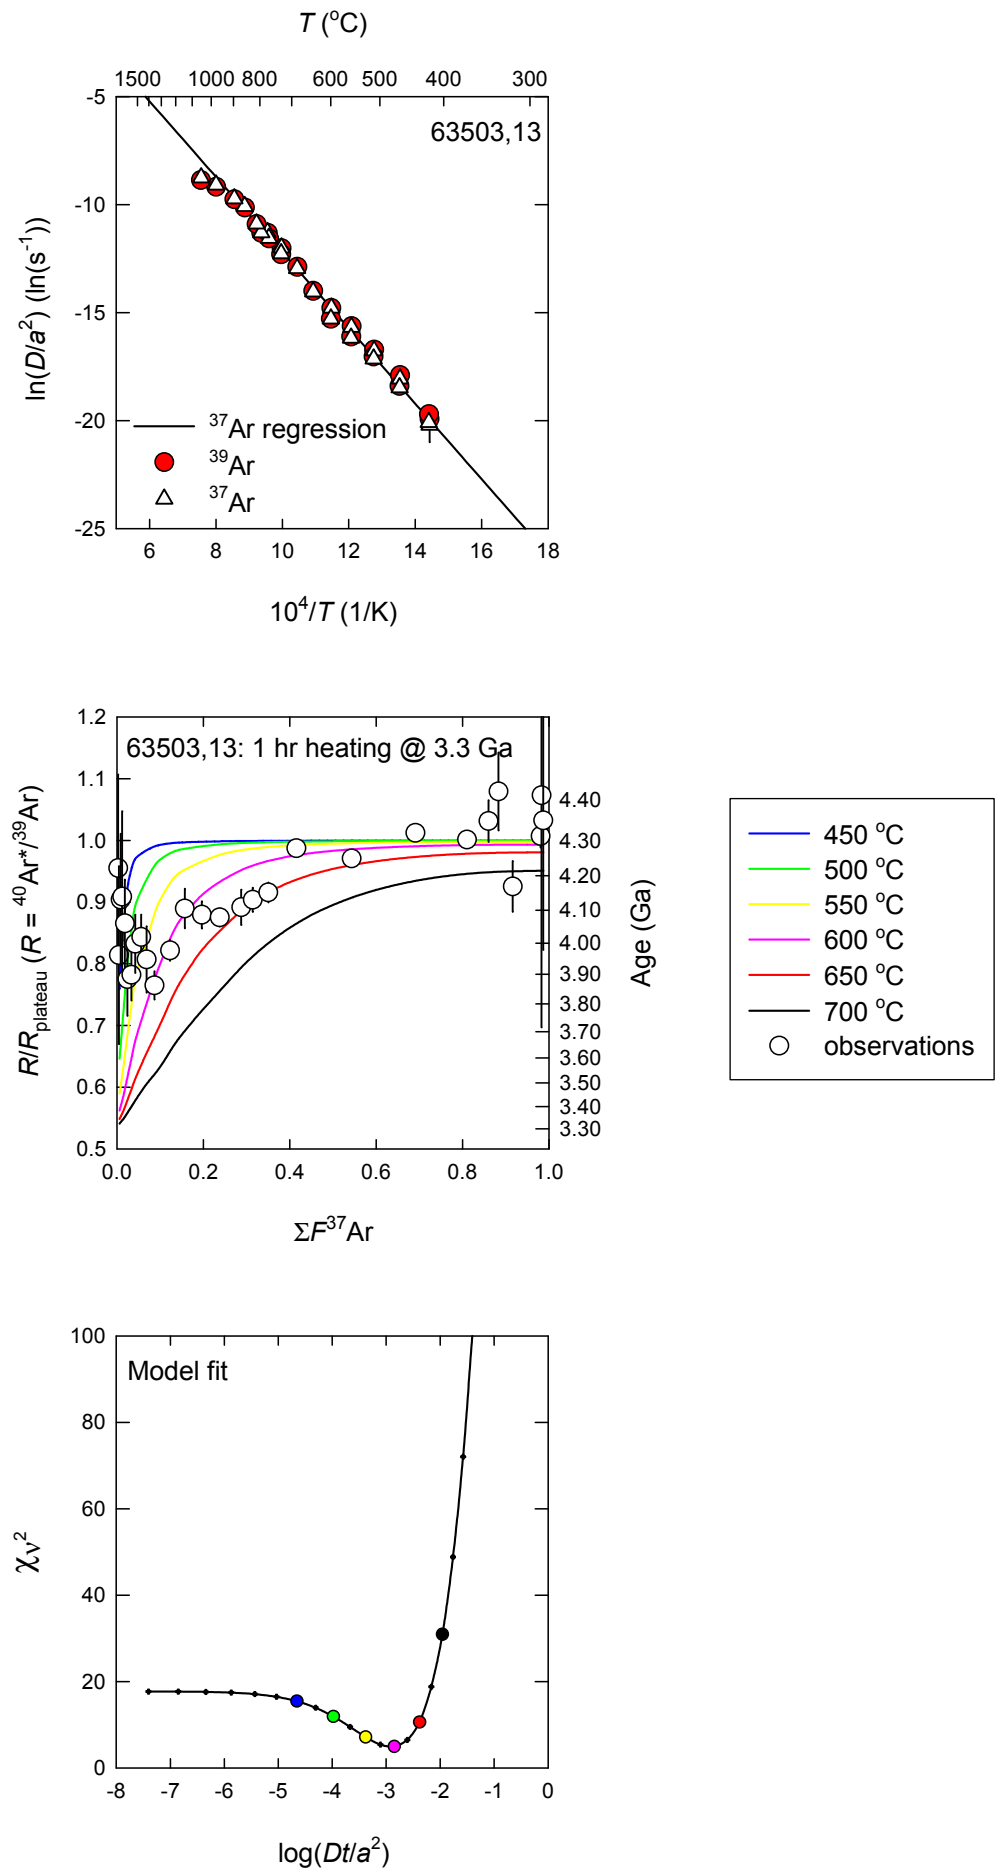 T (°C)
1500 1000 800 600 500 400 300
-5
63503,13
-10
-15
-20
-25
ln(D/a²) (ln(s⁻¹))
³⁷Ar regression
³⁹Ar
³⁷Ar
6 8 10 12 14 16 18
10⁴/T (1/K)
63503,13: 1 hr heating @ 3.3 Ga
1.2
1.1
1.0
0.9
0.8
0.7
0.6
0.5
R/R_plateau (R = ⁴⁰Ar*/³⁹Ar)
4.40
4.30
4.20
4.10
4.00
3.90
3.80
3.70
3.60
3.50
3.40
3.30
Age (Ga)
0.0 0.2 0.4 0.6 0.8 1.0
ΣF³⁷Ar
450 °C
500 °C
550 °C
600 °C
650 °C
700 °C
observations
Model fit
100
80
60
40
20
0
χν²
-8 -7 -6 -5 -4 -3 -2 -1 0
log(Dt/a²)